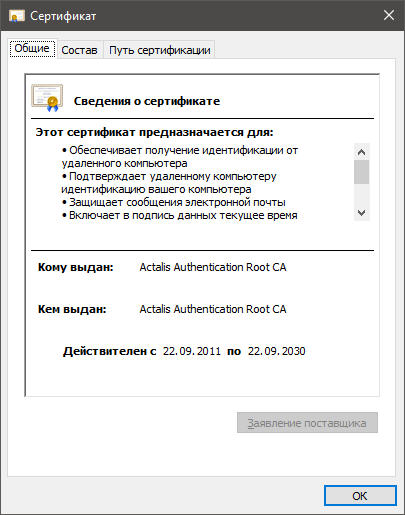 Сертификат
Общие Состав Путь сертификации
Сведения о сертификате
Этот сертификат предназначается для:
• Обеспечивает получение идентификации от
удаленного компьютера
• Подтверждает удаленному компьютеру
идентификацию вашего компьютера
• Защищает сообщения электронной почты
• Включает в подпись данных текущее время
Кому выдан: Actalis Authentication Root CA
Кем выдан: Actalis Authentication Root CA
Действителен с 22.09.2011 по 22.09.2030
Заявление поставщика
ОК